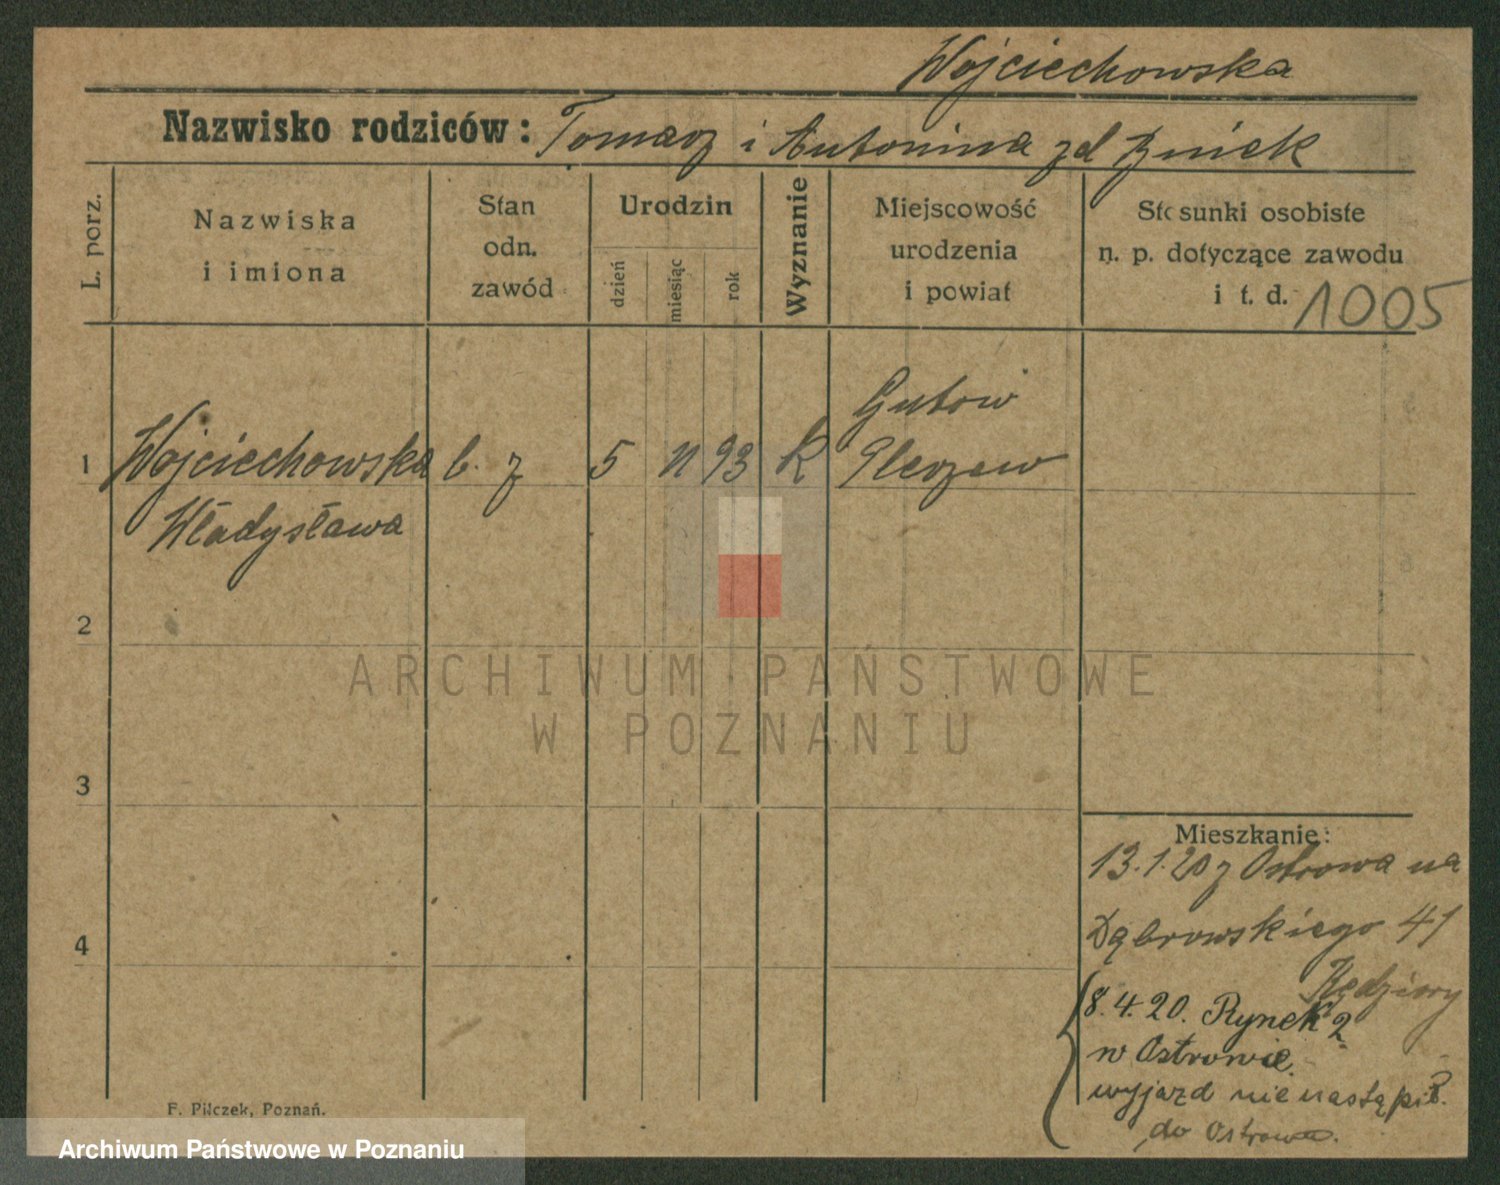 Wojciechowska
Nazwisko rodziców: Tomasz i Antonina zd
L. porz.
Nazwiska
i imiona
Stan
odn.
zawód
Urodzin
dzień
miesiąc
rok
Wyznanie
Miejscowość
urodzenia
i powiat
Stosunki osobiste
n. p. dotyczące zawodu
i t. d.
1005
1 Wojciechowska b. z 5 93 K Gutow
Władysława
Pleszew
2
3
4
Mieszkanie:
13.1.20 z Ostrowa na
Dąbrowskiego 41
Kędziory
8.4.20. Rynek 2
w Ostrowie
wyjazd nie nastąpił.
do Ostrowa.
F. Pilczek, Poznań.
ARCHIWUM PAŃSTWOWE
W POZNANIU
Archiwum Państwowe w Poznaniu